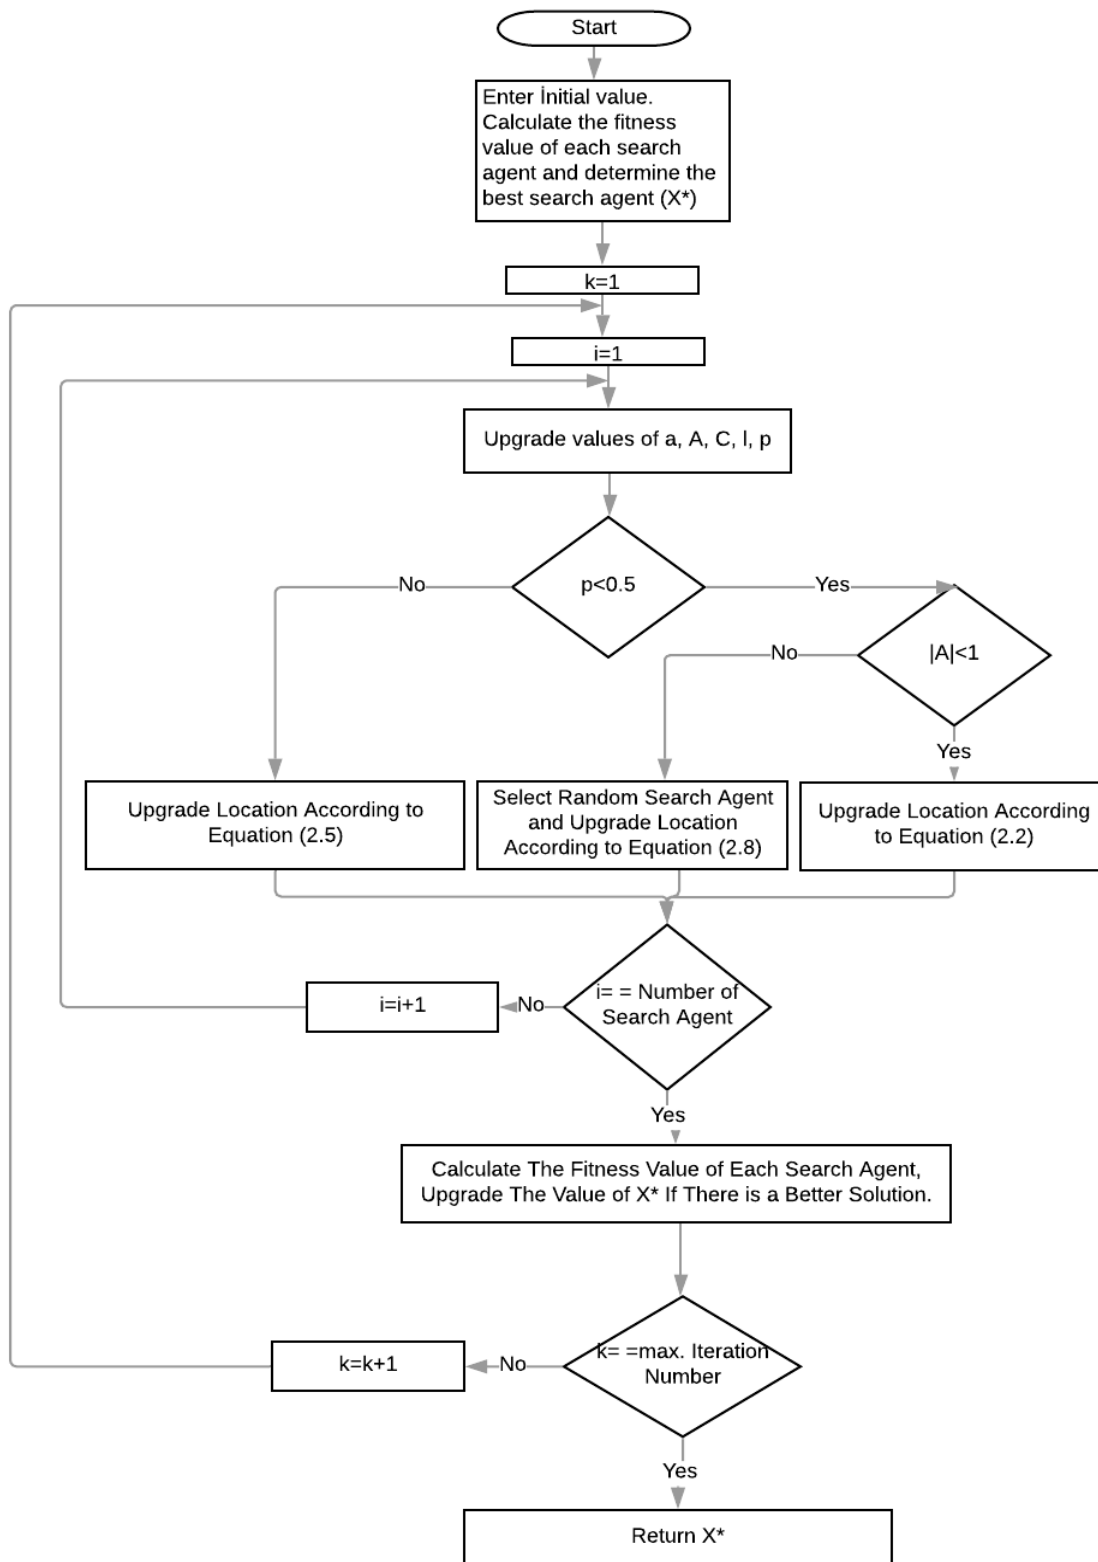 Start
Enter İnitial value.
Calculate the fitness
value of each search
agent and determine the
best search agent (X*)
k=1
i=1
Upgrade values of a, A, C, l, p
p<0.5
No
Yes
|A|<1
No
Yes
Upgrade Location According to
Equation (2.5)
Select Random Search Agent
and Upgrade Location
According to Equation (2.8)
Upgrade Location According
to Equation (2.2)
i= = Number of
Search Agent
No
i=i+1
Yes
Calculate The Fitness Value of Each Search Agent,
Upgrade The Value of X* If There is a Better Solution.
k= =max. Iteration
Number
No
k=k+1
Yes
Return X*